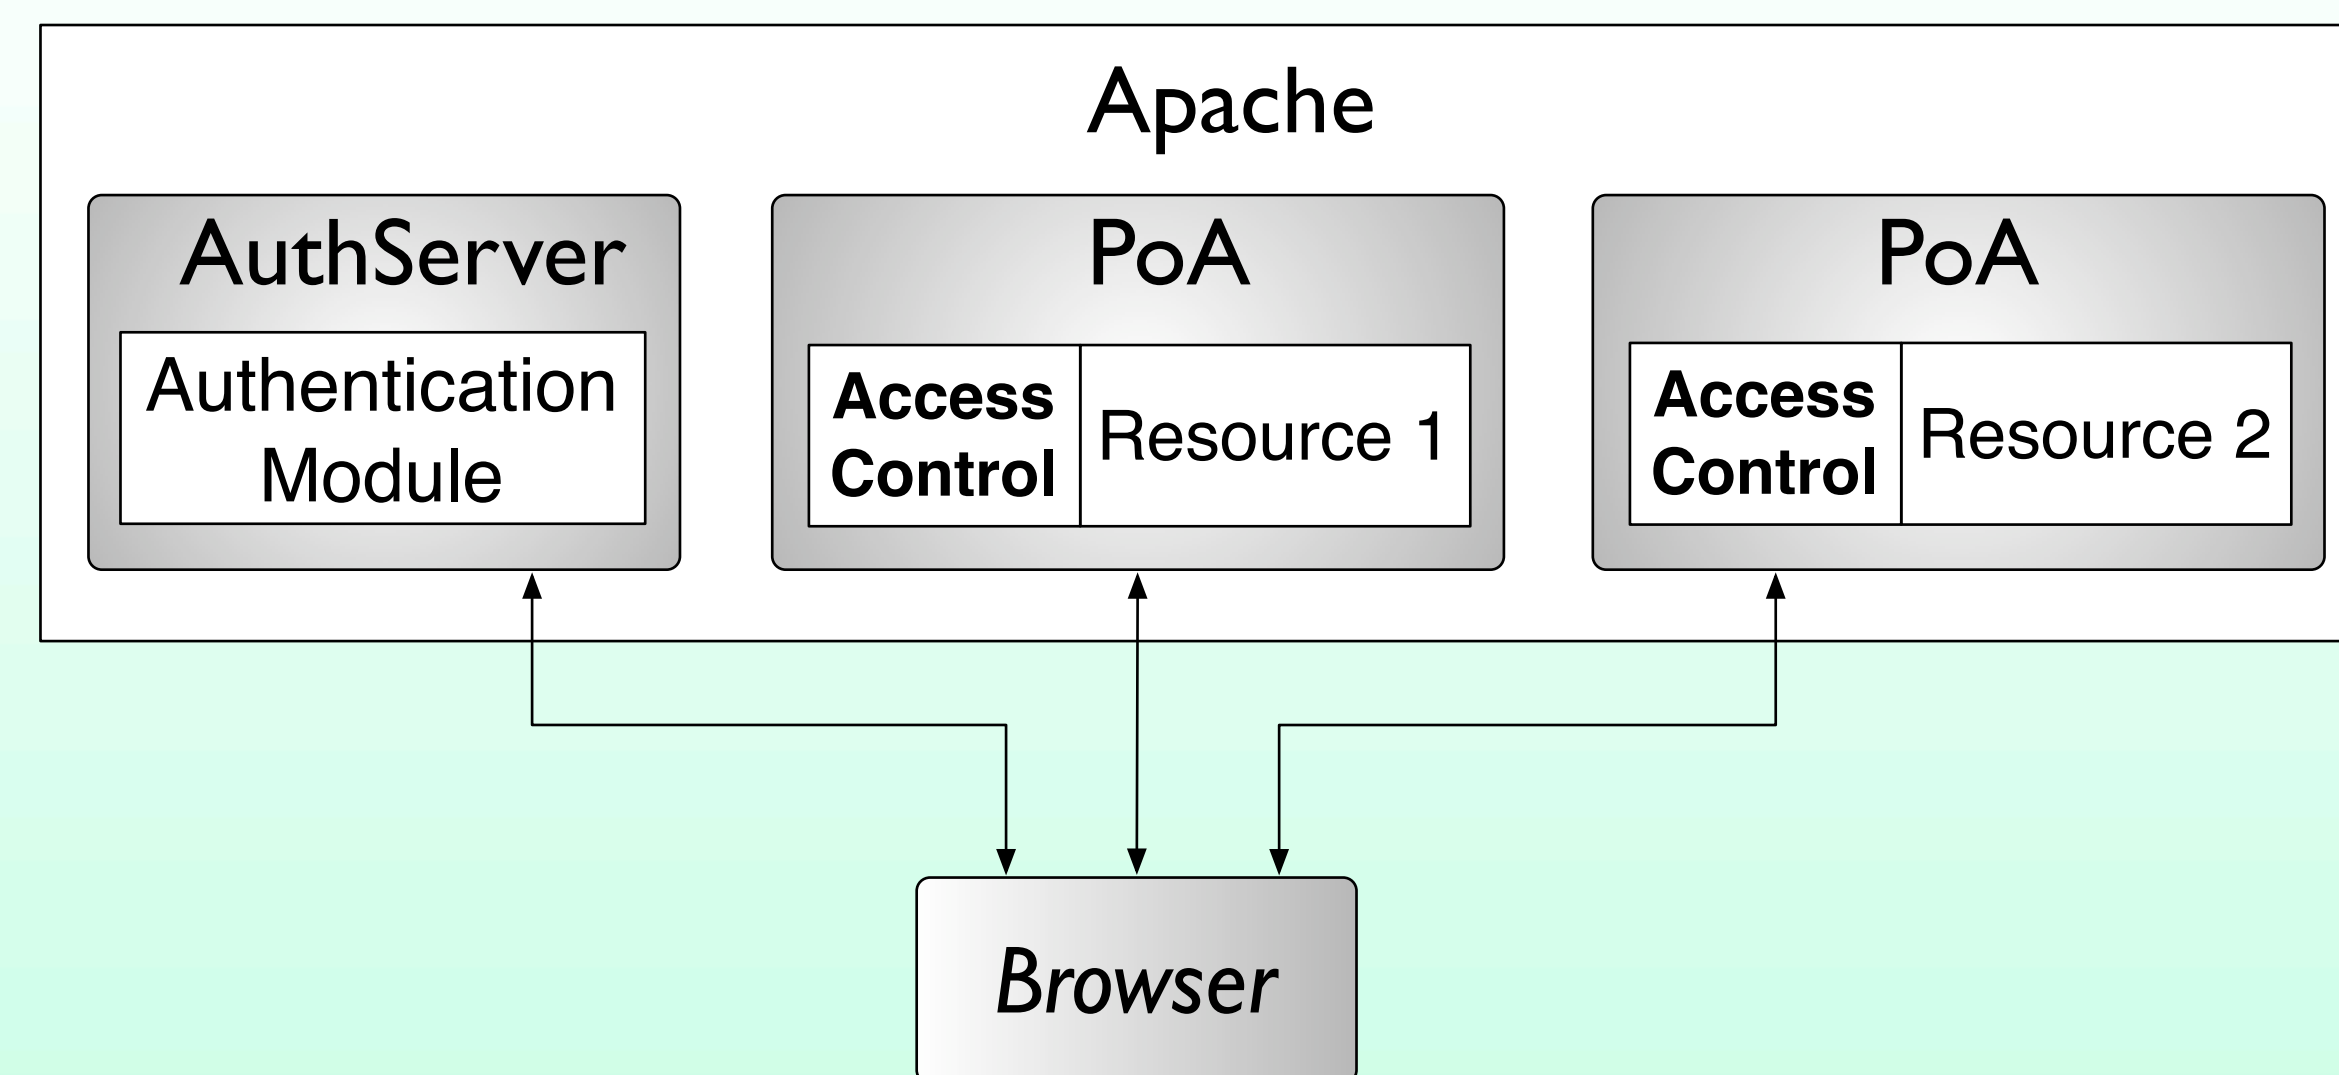 Apache
AuthServer
Authentication
Module
PoA
Access
Control
Resource 1
PoA
Access
Control
Resource 2
Browser